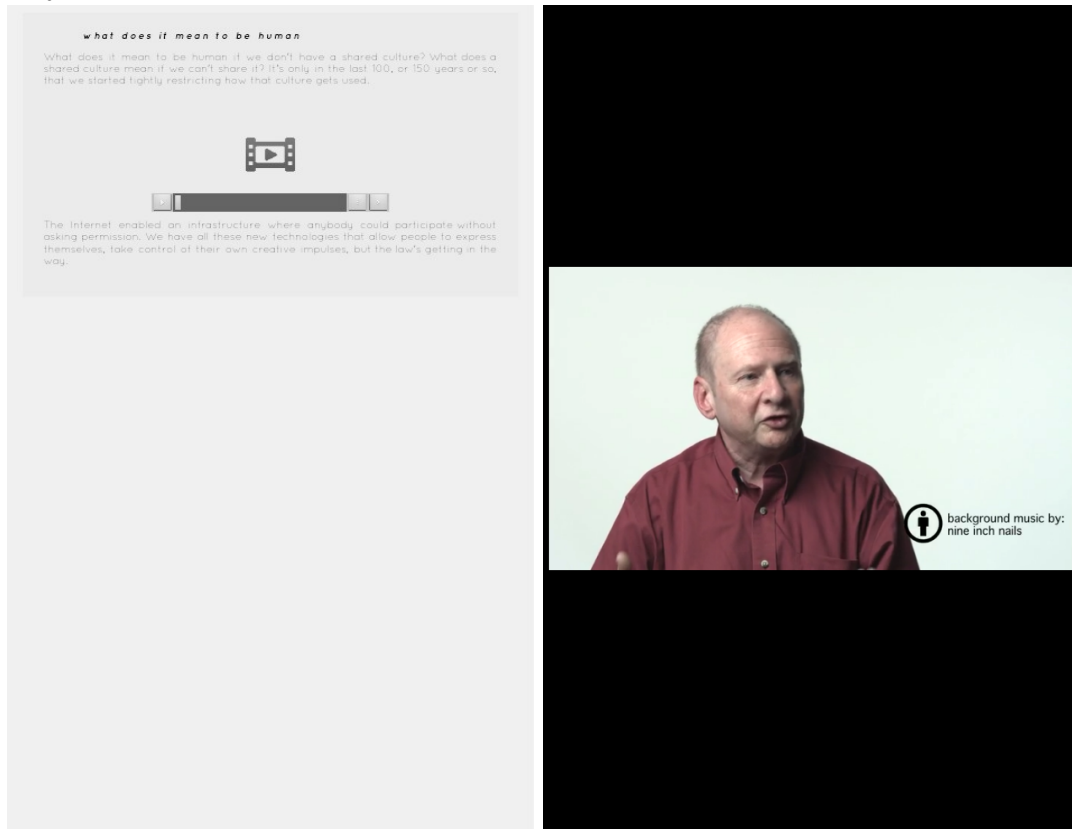 what does it mean to be human
What does it mean to be human if we don't have a shared culture? What does a
shared culture mean if we can't share it? It's only in the last 100, or 150 years or so,
that we started tightly restricting how that culture gets used.
The Internet enabled an infrastructure where anybody could participate without
asking permission. We have all these new technologies that allow people to express
themselves, take control of their own creative impulses, but the law's getting in the
way.
background music by:
nine inch nails